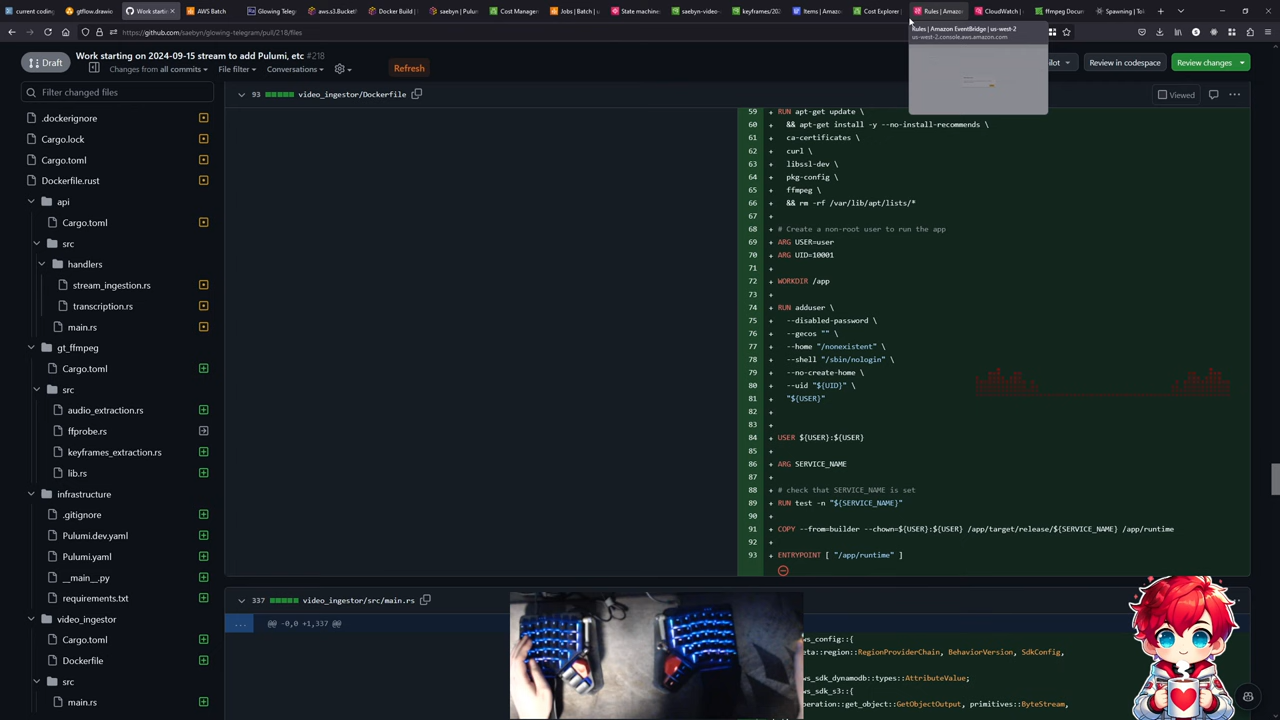 current coding
gtflow.drawio
Work starti
AWS Batch
Glowing Teleg
aws.s3.Bucket
Docker Build
saebyn/Pulumi
Cost Manager
Jobs | Batch | u
State machine
saebyn-video-
keyframes/202
Items | Amazo
Cost Explorer
Rules | Amazo
CloudWatch
ffmpeg Docum
Spawning | Tok
https://github.com/saebyn/glowing-telegram/pull/218/files
Rules | Amazon EventBridge | us-west-2
us-west-2.console.aws.amazon.com
Draft
Work starting on 2024-09-15 stream to add Pulumi, etc #218
Changes from all commits
File filter
Conversations
Refresh
Review in codespace
Review changes
Filter changed files
93
video_ingestor/Dockerfile
Viewed
.dockerignore
Cargo.lock
Cargo.toml
Dockerfile.rust
api
Cargo.toml
src
handlers
stream_ingestion.rs
transcription.rs
main.rs
gt_ffmpeg
Cargo.toml
src
audio_extraction.rs
ffprobe.rs
keyframes_extraction.rs
lib.rs
infrastructure
.gitignore
Pulumi.dev.yaml
Pulumi.yaml
__main__.py
requirements.txt
video_ingestor
Cargo.toml
Dockerfile
src
main.rs
59 + RUN apt-get update \
60 + && apt-get install -y --no-install-recommends \
61 + ca-certificates \
62 + curl \
63 + libssl-dev \
64 + pkg-config \
65 + ffmpeg \
66 + && rm -rf /var/lib/apt/lists/*
67 +
68 + # Create a non-root user to run the app
69 + ARG USER=user
70 + ARG UID=10001
71 +
72 + WORKDIR /app
73 +
74 + RUN adduser \
75 + --disabled-password \
76 + --gecos "" \
77 + --home "/nonexistent" \
78 + --shell "/sbin/nologin" \
79 + --no-create-home \
80 + --uid "${UID}" \
81 + "${USER}"
82 +
83 +
84 + USER ${USER}:${USER}
85 +
86 + ARG SERVICE_NAME
87 +
88 + # check that SERVICE_NAME is set
89 + RUN test -n "${SERVICE_NAME}"
90 +
91 + COPY --from=builder --chown=${USER}:${USER} /app/target/release/${SERVICE_NAME} /app/runtime
92 +
93 + ENTRYPOINT [ "/app/runtime" ]
337
video_ingestor/src/main.rs
@@ -0,0 +1,337 @@
ws_config::{
eta::region::RegionProviderChain, BehaviorVersion, SdkConfig,
ws_sdk_dynamodb::types::AttributeValue;
ws_sdk_s3::{
peration::get_object::GetObjectOutput, primitives::ByteStream,